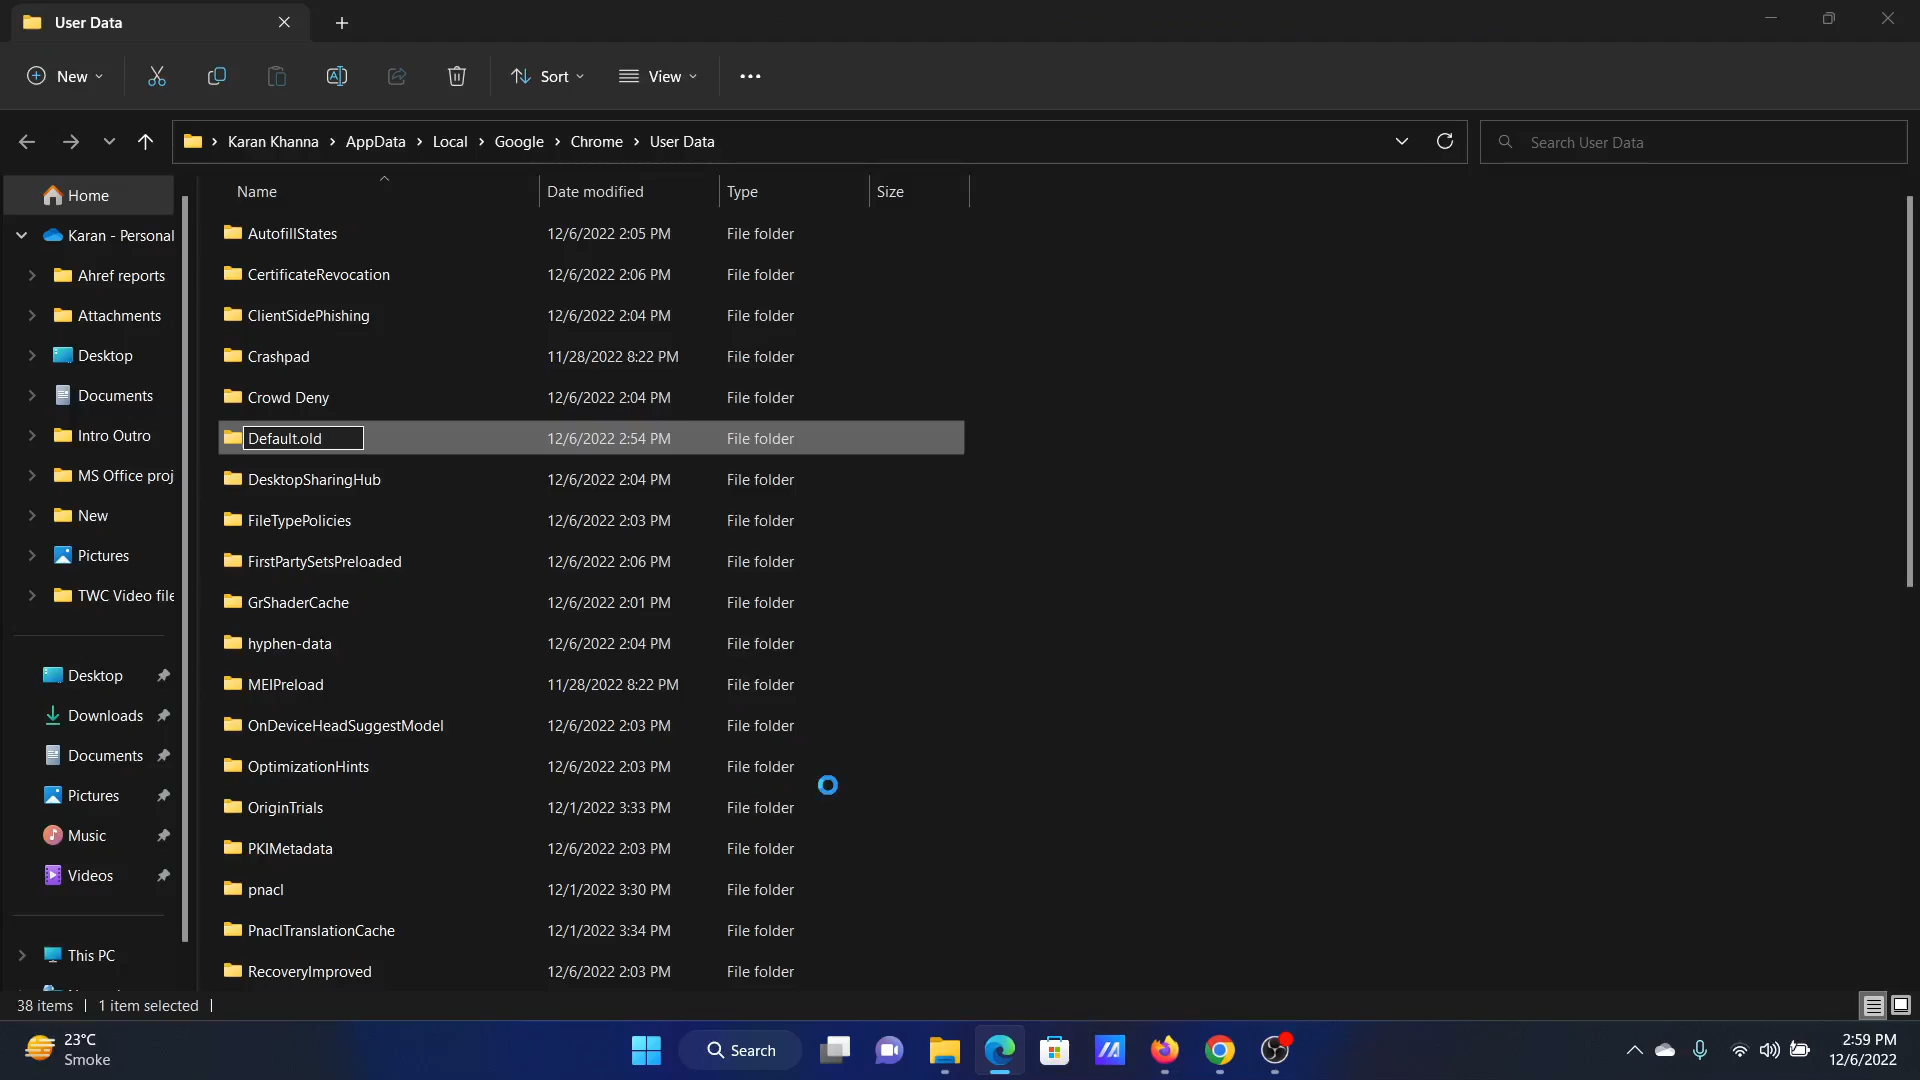 User Data
New
Sort
View
Karan Khanna > AppData > Local > Google > Chrome > User Data
Search User Data
Home
Karan - Personal
Ahref reports
Attachments
Desktop
Documents
Intro Outro
MS Office proj
New
Pictures
TWC Video file
Desktop
Downloads
Documents
Pictures
Music
Videos
This PC
Name Date modified Type Size
AutofillStates 12/6/2022 2:05 PM File folder
CertificateRevocation 12/6/2022 2:06 PM File folder
ClientSidePhishing 12/6/2022 2:04 PM File folder
Crashpad 11/28/2022 8:22 PM File folder
Crowd Deny 12/6/2022 2:04 PM File folder
Default.old 12/6/2022 2:54 PM File folder
DesktopSharingHub 12/6/2022 2:04 PM File folder
FileTypePolicies 12/6/2022 2:03 PM File folder
FirstPartySetsPreloaded 12/6/2022 2:06 PM File folder
GrShaderCache 12/6/2022 2:01 PM File folder
hyphen-data 12/6/2022 2:04 PM File folder
MEIPreload 11/28/2022 8:22 PM File folder
OnDeviceHeadSuggestModel 12/6/2022 2:03 PM File folder
OptimizationHints 12/6/2022 2:03 PM File folder
OriginTrials 12/1/2022 3:33 PM File folder
PKIMetadata 12/6/2022 2:03 PM File folder
pnacl 12/1/2022 3:30 PM File folder
PnaclTranslationCache 12/1/2022 3:34 PM File folder
RecoveryImproved 12/6/2022 2:03 PM File folder
38 items | 1 item selected |
23°C
Smoke
Search
2:59 PM
12/6/2022